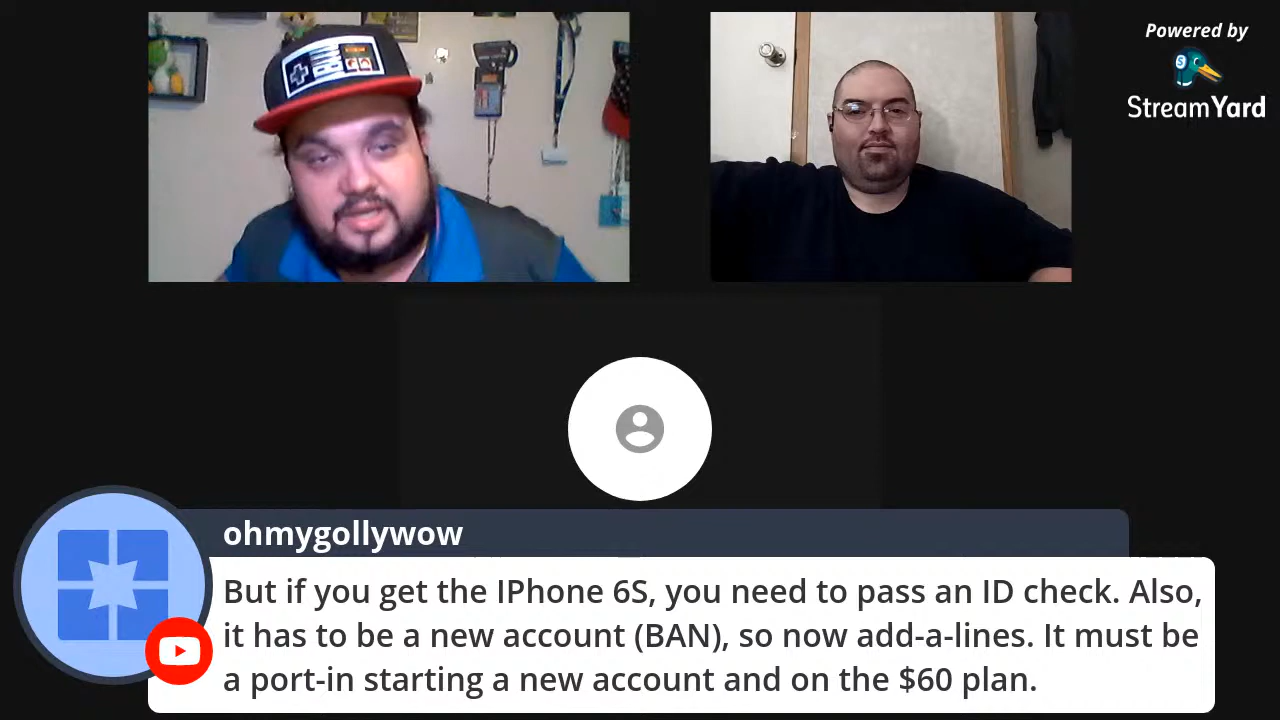 Powered by
StreamYard
ohmygollywow
But if you get the IPhone 6S, you need to pass an ID check. Also,
it has to be a new account (BAN), so now add-a-lines. It must be
a port-in starting a new account and on the $60 plan.